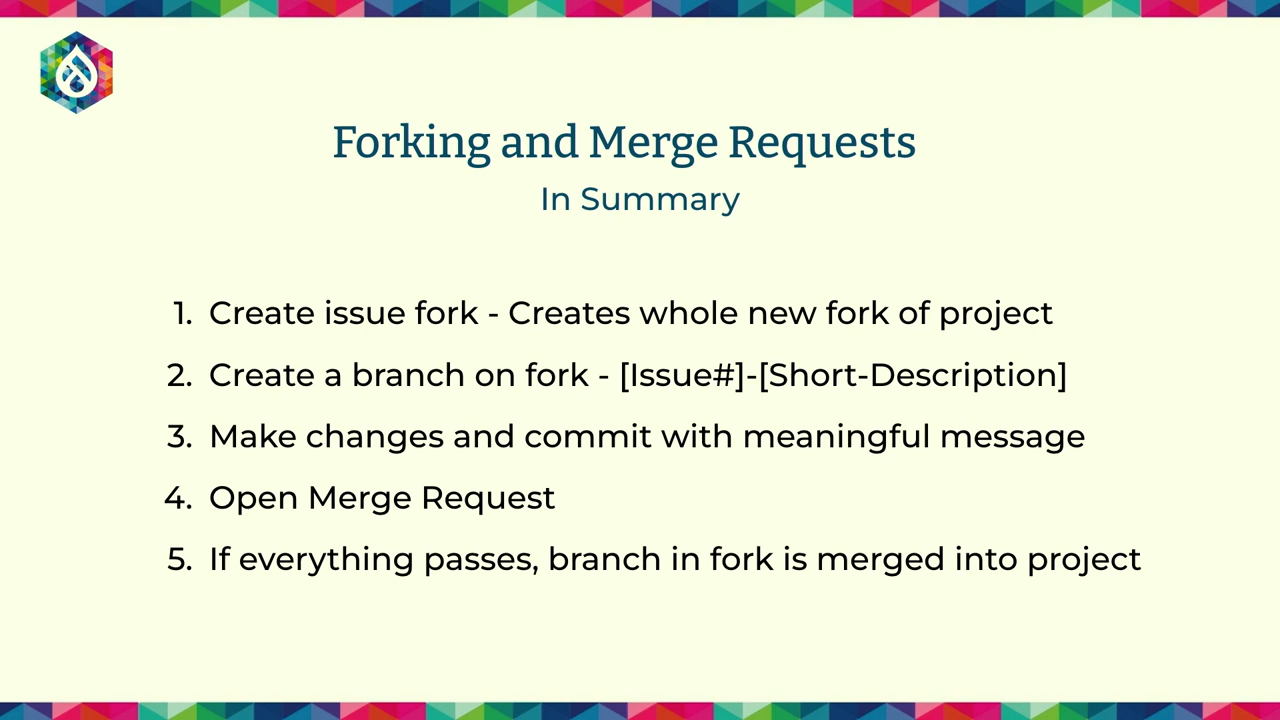 Forking and Merge Requests
In Summary
1. Create issue fork - Creates whole new fork of project
2. Create a branch on fork - [Issue#]-[Short-Description]
3. Make changes and commit with meaningful message
4. Open Merge Request
5. If everything passes, branch in fork is merged into project